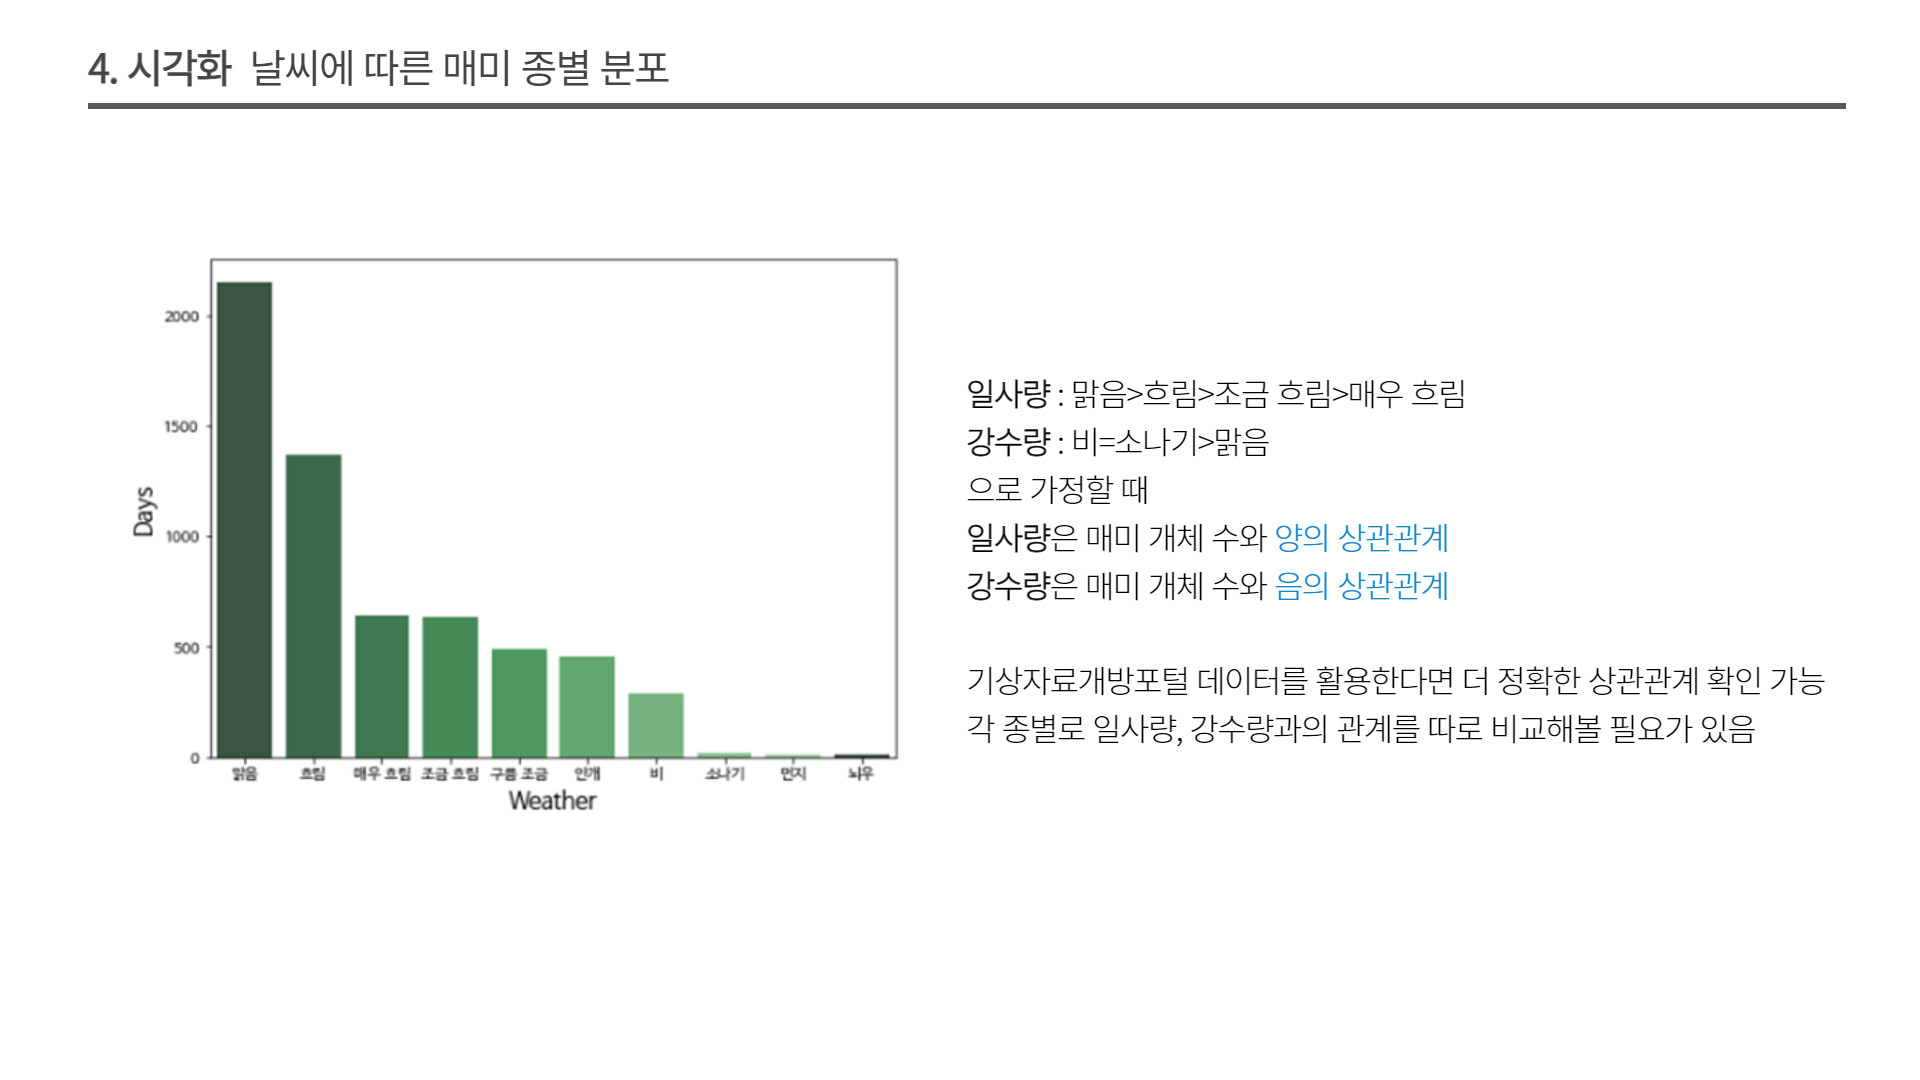 4. 시각화 날씨에 따른 매미 종별 분포
2000
1500
1000
500
0
Days
맑음 흐림 매우 흐림 조금 흐림 구름 조금 안개 비 소나기 먼지 뇌우
Weather
일사량 : 맑음>흐림>조금 흐림>매우 흐림
강수량 : 비=소나기>맑음
으로 가정할 때
일사량은 매미 개체 수와 양의 상관관계
강수량은 매미 개체 수와 음의 상관관계
기상자료개방포털 데이터를 활용한다면 더 정확한 상관관계 확인 가능
각 종별로 일사량, 강수량과의 관계를 따로 비교해볼 필요가 있음